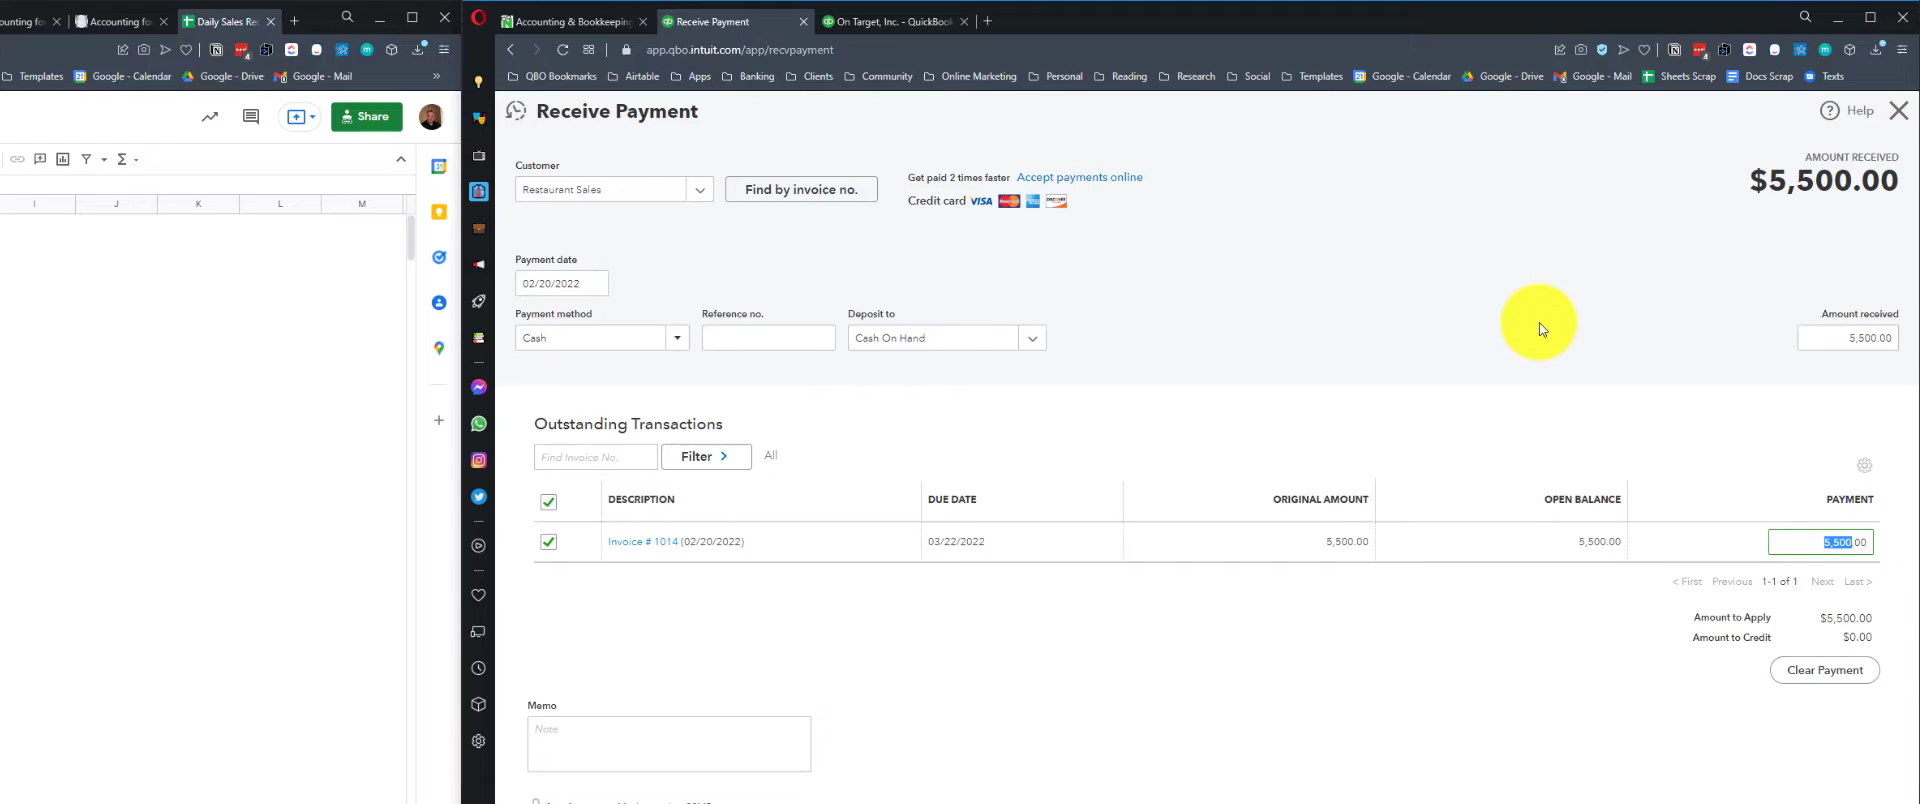 ounting fo
Accounting fo
Daily Sales Re
Accounting & Bookkeeping
Receive Payment
On Target, Inc. - QuickBook
app.qbo.intuit.com/app/recvpayment
Templates
Google - Calendar
Google - Drive
Google - Mail
QBO Bookmarks
Airtable
Apps
Banking
Clients
Community
Online Marketing
Personal
Reading
Research
Social
Templates
Google - Calendar
Google - Drive
Google - Mail
Sheets Scrap
Docs Scrap
Texts
Share
I J K L M
Receive Payment
Help
Customer
Restaurant Sales
Find by invoice no.
Get paid 2 times faster Accept payments online
Credit card VISA
AMOUNT RECEIVED
$5,500.00
Payment date
02/20/2022
Payment method
Cash
Reference no.
Deposit to
Cash On Hand
Amount received
5,500.00
Outstanding Transactions
Find Invoice No.
Filter >
All
DESCRIPTION DUE DATE ORIGINAL AMOUNT OPEN BALANCE PAYMENT
Invoice # 1014 (02/20/2022) 03/22/2022 5,500.00 5,500.00 5,500.00
< First Previous 1-1 of 1 Next Last >
Amount to Apply $5,500.00
Amount to Credit $0.00
Clear Payment
Memo
Note